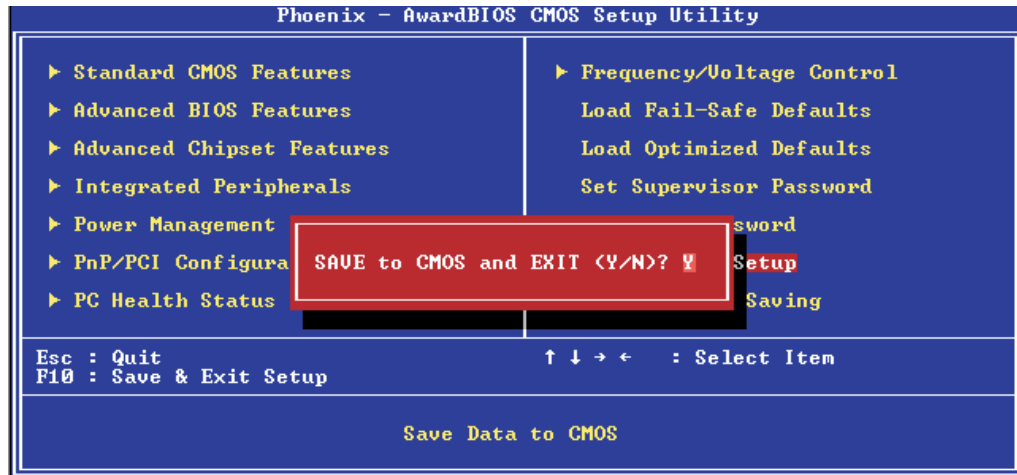 Phoenix - AwardBIOS CMOS Setup Utility
Standard CMOS Features
Advanced BIOS Features
Advanced Chipset Features
Integrated Peripherals
Power Management
PnP/PCI Configura
PC Health Status
Frequency/Voltage Control
Load Fail-Safe Defaults
Load Optimized Defaults
Set Supervisor Password
sword
Setup
Saving
SAVE to CMOS and EXIT (Y/N)? Y
Esc : Quit
F10 : Save & Exit Setup
↑ ↓ → ← : Select Item
Save Data to CMOS